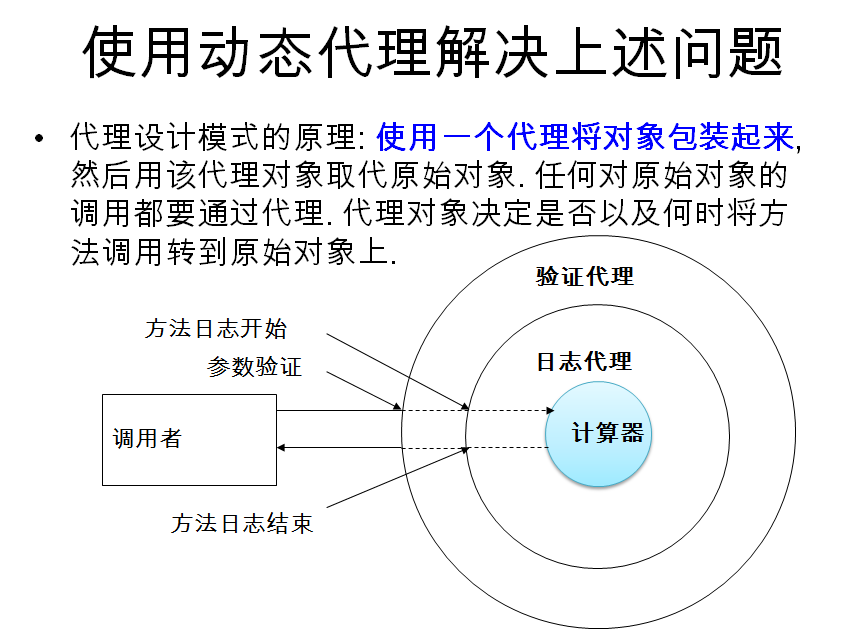 使用动态代理解决上述问题
• 代理设计模式的原理: 使用一个代理将对象包装起来,
然后用该代理对象取代原始对象. 任何对原始对象的
调用都要通过代理. 代理对象决定是否以及何时将方
法调用转到原始对象上.
验证代理
方法日志开始
日志代理
参数验证
调用者
计算器
方法日志结束